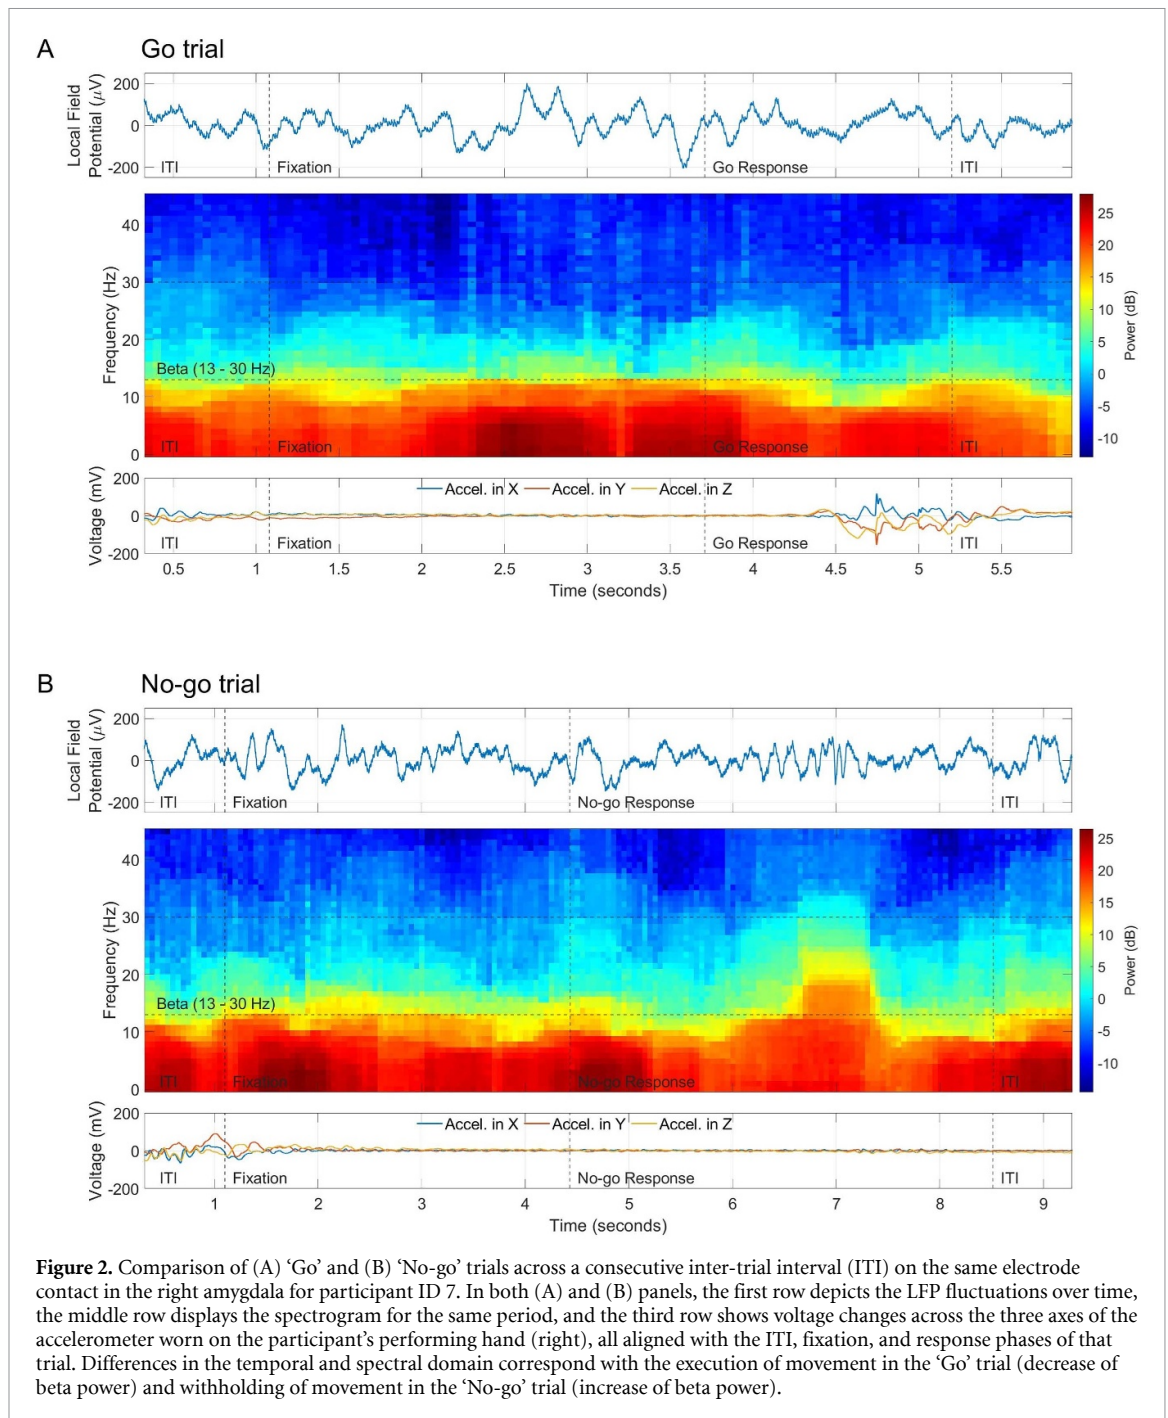 A Go trial
Local Field
Potential (μV)
200
0
-200
ITI Fixation Go Response ITI
Frequency (Hz)
40
30
20
10
0
Beta (13 - 30 Hz)
ITI Fixation Go Response ITI
25
20
15
10
5
0
-5
-10
Power (dB)
Voltage (mV)
200
0
-200
Accel. in X Accel. in Y Accel. in Z
ITI Fixation Go Response ITI
0.5 1 1.5 2 2.5 3 3.5 4 4.5 5 5.5
Time (seconds)
B No-go trial
Local Field
Potential (μV)
200
0
-200
ITI Fixation No-go Response ITI
Frequency (Hz)
40
30
20
10
0
Beta (13 - 30 Hz)
ITI Fixation No-go Response ITI
25
20
15
10
5
0
-5
-10
Power (dB)
Voltage (mV)
200
0
-200
Accel. in X Accel. in Y Accel. in Z
ITI Fixation No-go Response ITI
1 2 3 4 5 6 7 8 9
Time (seconds)
Figure 2. Comparison of (A) ‘Go’ and (B) ‘No-go’ trials across a consecutive inter-trial interval (ITI) on the same electrode
contact in the right amygdala for participant ID 7. In both (A) and (B) panels, the first row depicts the LFP fluctuations over time,
the middle row displays the spectrogram for the same period, and the third row shows voltage changes across the three axes of the
accelerometer worn on the participant’s performing hand (right), all aligned with the ITI, fixation, and response phases of that
trial. Differences in the temporal and spectral domain correspond with the execution of movement in the ‘Go’ trial (decrease of
beta power) and withholding of movement in the ‘No-go’ trial (increase of beta power).